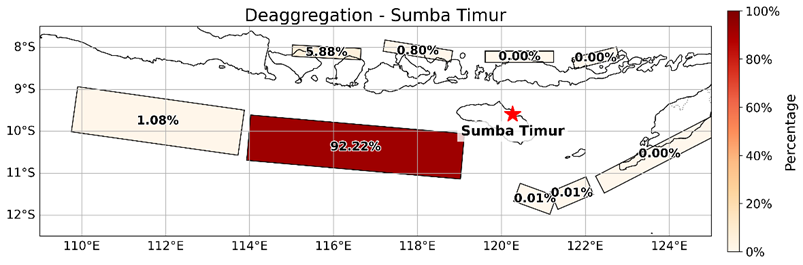 Deaggregation - Sumba Timur
100%
8°S
5.88%
0.80%
0.00%
0.00%
80%
9°S
1.08%
Sumba Timur
60%
10°S
92.22%
0.00%
40%
11°S
0.01%
0.01%
20%
12°S
0%
110°E 112°E 114°E 116°E 118°E 120°E 122°E 124°E
Percentage